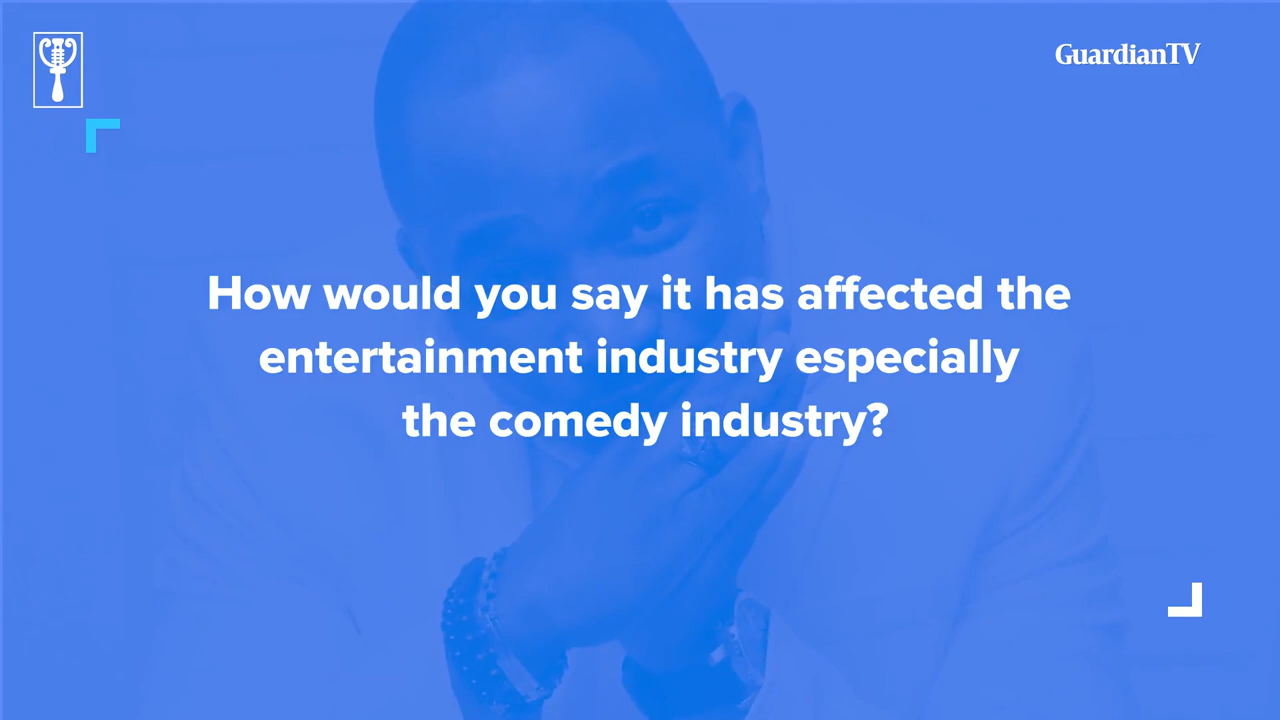 GuardianTV
How would you say it has affected the
entertainment industry especially
the comedy industry?